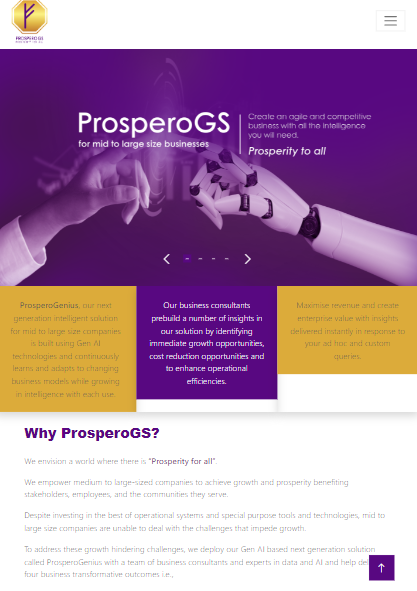 PROSPERO GS
ProsperoGS
for mid to large size businesses
Create an agile and competitive
business with all the intelligence
you will need.
Prosperity to all
ProsperoGenius, our next
generation intelligent solution
for mid to large size companies
is built using Gen AI
technologies and continuously
learns and adapts to changing
business models while growing
in intelligence with each use.
Our business consultants
prebuild a number of insights in
our solution by identifying
immediate growth opportunities,
cost reduction opportunities and
to enhance operational
efficiencies.
Maximise revenue and create
enterprise value with insights
delivered instantly in response to
your ad hoc and custom
queries.
Why ProsperoGS?
We envision a world where there is "Prosperity for all".
We empower medium to large-sized companies to achieve growth and prosperity benefiting
stakeholders, employees, and the communities they serve.
Despite investing in the best of operational systems and special purpose tools and technologies, mid to
large size companies are unable to deal with the challenges that impede growth.
To address these growth hindering challenges, we deploy our Gen AI based next generation solution
called ProsperoGenius with a team of business consultants and experts in data and AI and help
four business transformative outcomes i.e.,